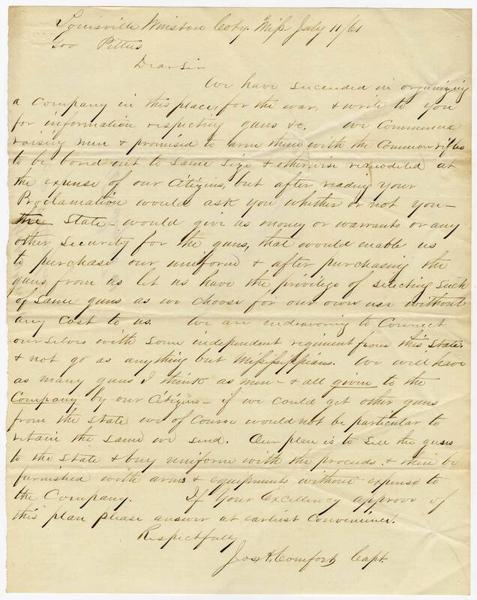 Louisville Winston Coty. Miss July 11/61
Gov Pettus
Dear Sir
We have succeeded in organising
a Company in this place, for the war, & write to you
for information respecting guns &c. We commenced
raising men & promised to arm them with the Common rifles
to be bored out to same size & otherwise remodeled at
the expense of our Citizens, but after reading your
Proclamation would ask you whether or not you
the State would give us money or warrants or any
other security for the guns, that would enable us
to purchase our uniform & after purchasing the
guns from us let us have the privilege of selecting such
of same guns as we choose for our own use without
any cost to us. We are endeavoring to Connect
ourselves with some independent regiment from this State
& not go as anything but Mississippians. We will have
as many guns I think as men & all given to the
Company by our Citizens if we could get other guns
from the State we of Course would not be particular to
retain the same we send. Our plan is to sell the guns
to the State & buy uniform with the proceeds & then be
furnished with arms & equipments without expense to
the Company. If your Excellency approve of
this plan please answer at earliest convenience.
Respectfully
Jos H. Comfort Capt.